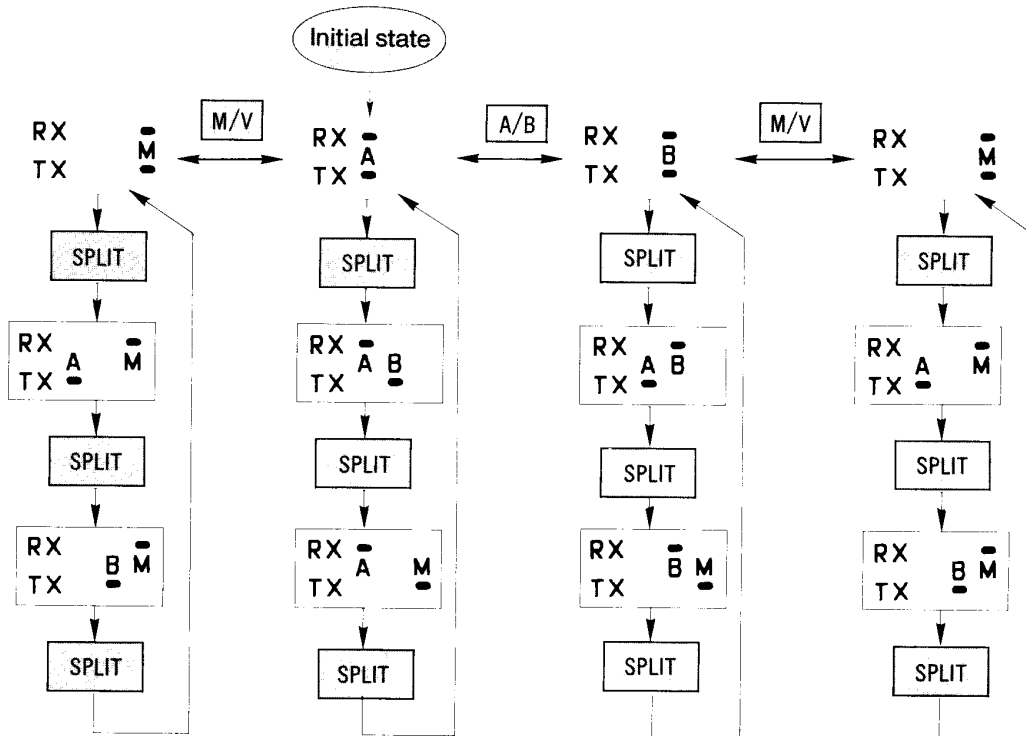 Initial state
M/V
A/B
M/V
RX M
TX
RX A
TX
RX B
TX
RX M
TX
SPLIT
SPLIT
SPLIT
SPLIT
RX A M
TX
RX A B
TX
RX A B
TX
RX A M
TX
SPLIT
SPLIT
SPLIT
SPLIT
RX B M
TX
RX A M
TX
RX B M
TX
RX B M
TX
SPLIT
SPLIT
SPLIT
SPLIT